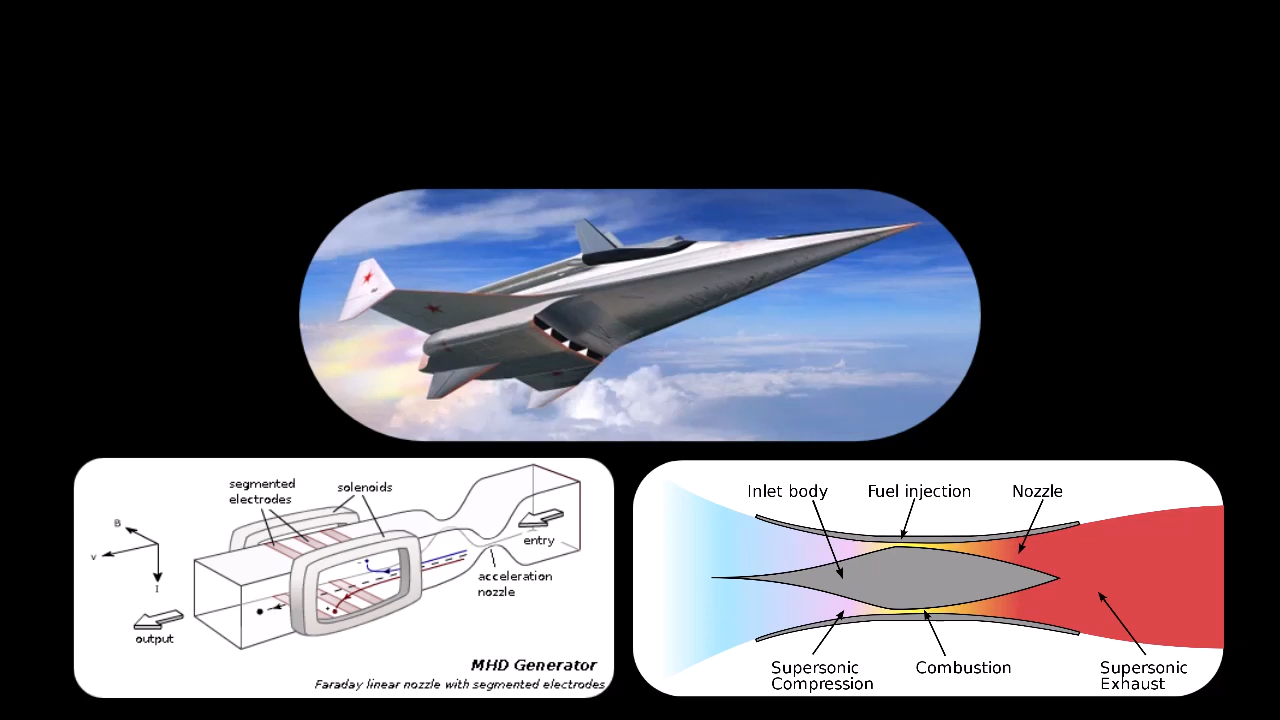 segmented
electrodes
solenoids
B
v
I
entry
acceleration
nozzle
output
MHD Generator
Faraday linear nozzle with segmented electrodes
Inlet body
Fuel injection
Nozzle
Supersonic
Compression
Combustion
Supersonic
Exhaust